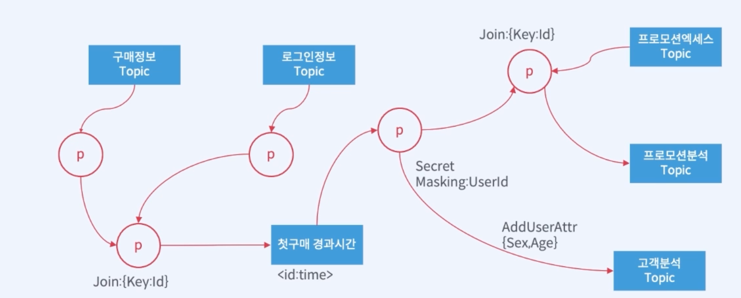 구매정보
Topic
로그인정보
Topic
Join:{Key:Id}
프로모션엑세스
Topic
p
p
p
p
p
Join:{Key:Id}
첫구매 경과시간
<id:time>
Secret
Masking:UserId
AddUserAttr
{Sex,Age}
프로모션분석
Topic
고객분석
Topic